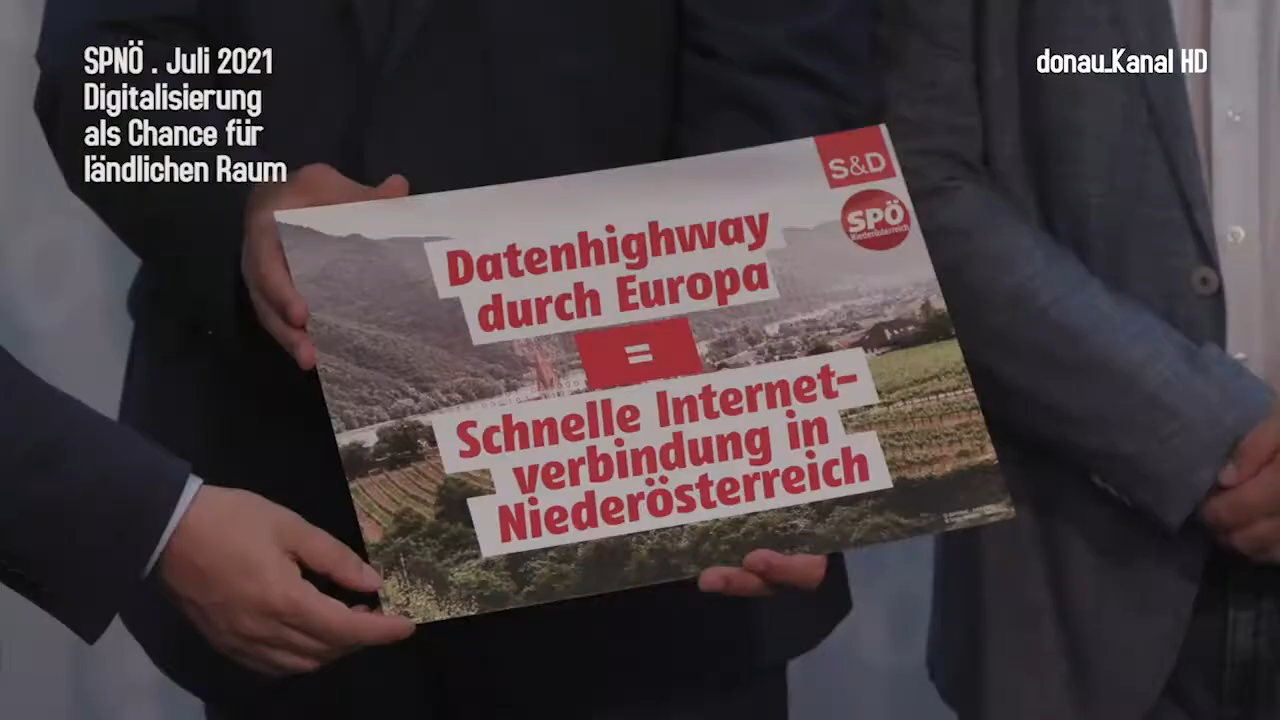 SPNÖ . Juli 2021
Digitalisierung
als Chance für
ländlichen Raum
donau_Kanal HD
S&D
SPÖ
Niederösterreich
Datenhighway
durch Europa
=
Schnelle Internet-
verbindung in
Niederösterreich